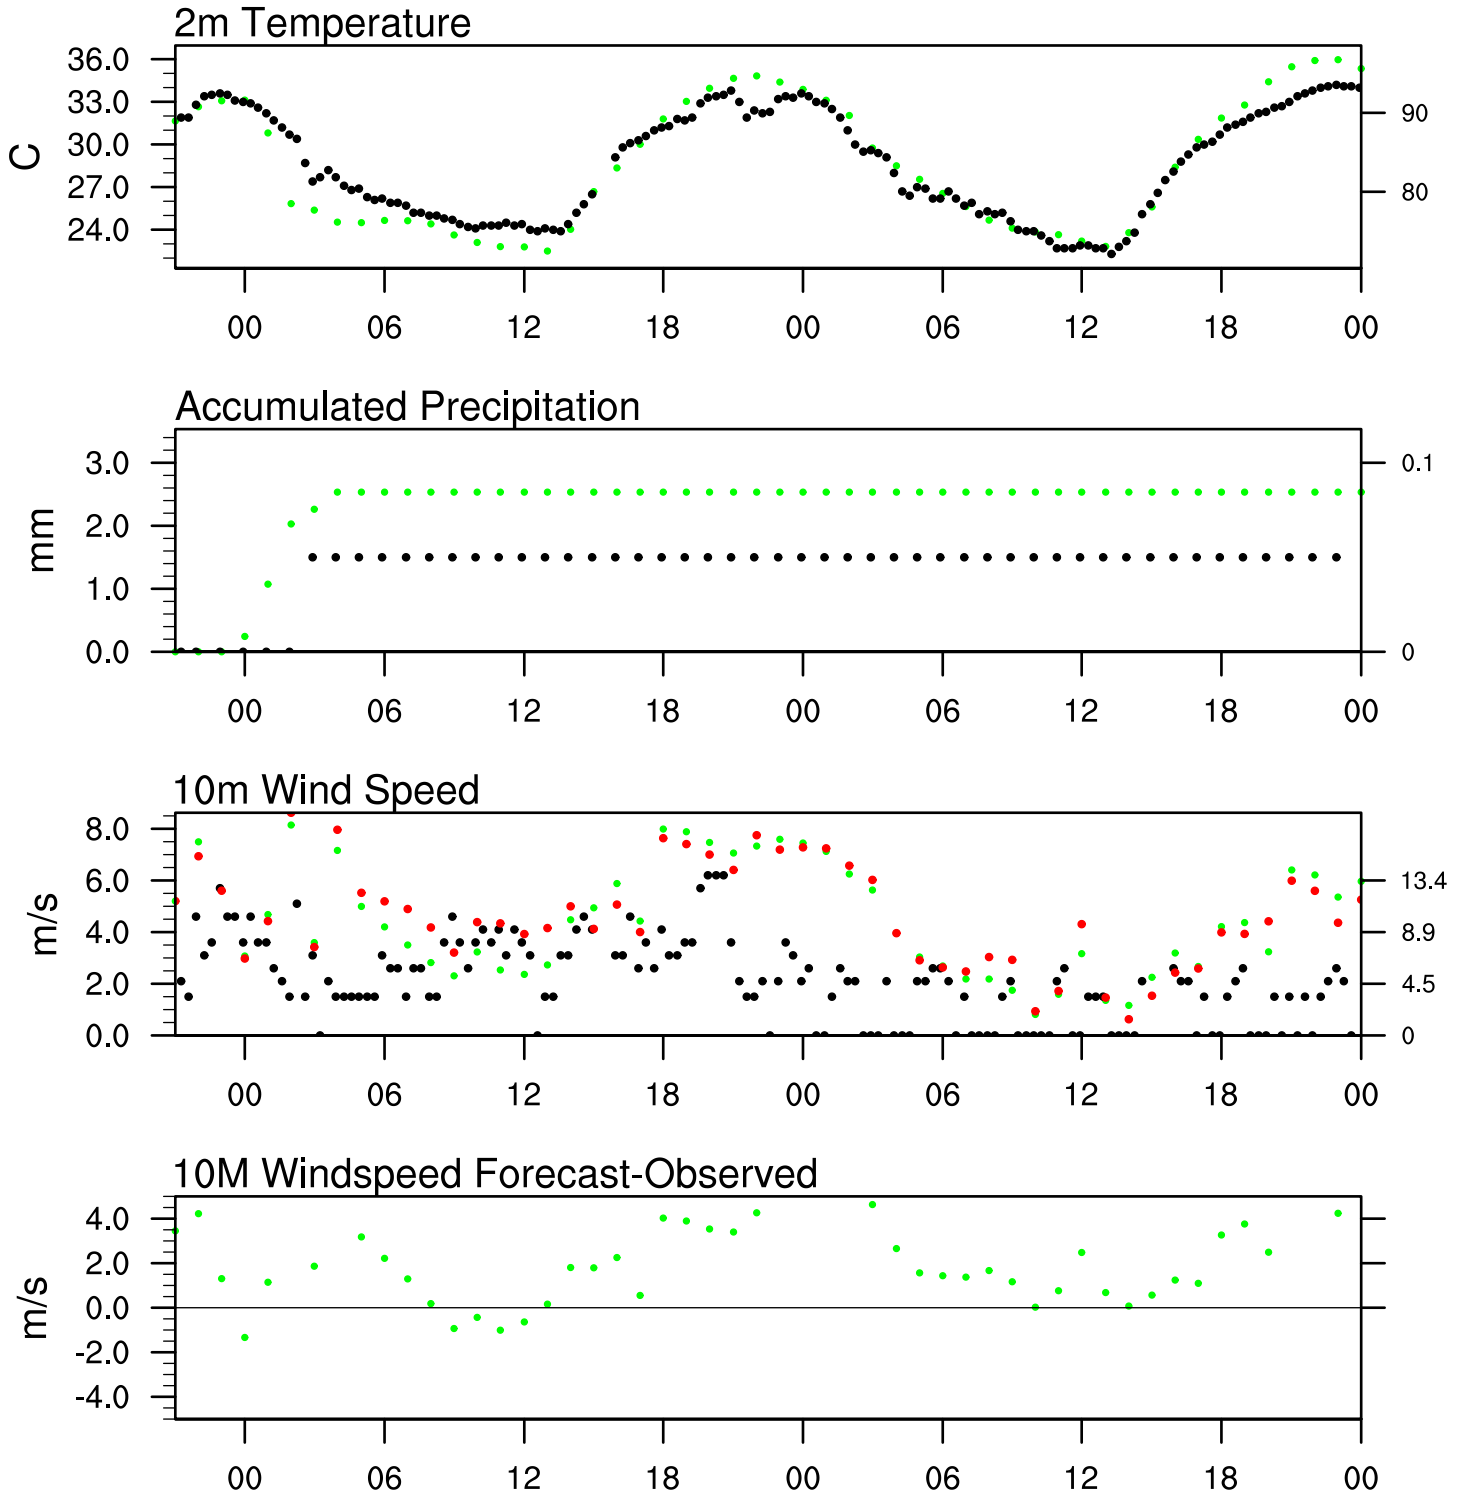 2m Temperature
36.0
33.0
30.0
27.0
24.0
C
90
80
00 06 12 18 00 06 12 18 00
Accumulated Precipitation
3.0
2.0
1.0
0.0
mm
0.1
0
00 06 12 18 00 06 12 18 00
10m Wind Speed
8.0
6.0
4.0
2.0
0.0
m/s
13.4
8.9
4.5
0
00 06 12 18 00 06 12 18 00
10M Windspeed Forecast-Observed
4.0
2.0
0.0
-2.0
-4.0
m/s
00 06 12 18 00 06 12 18 00